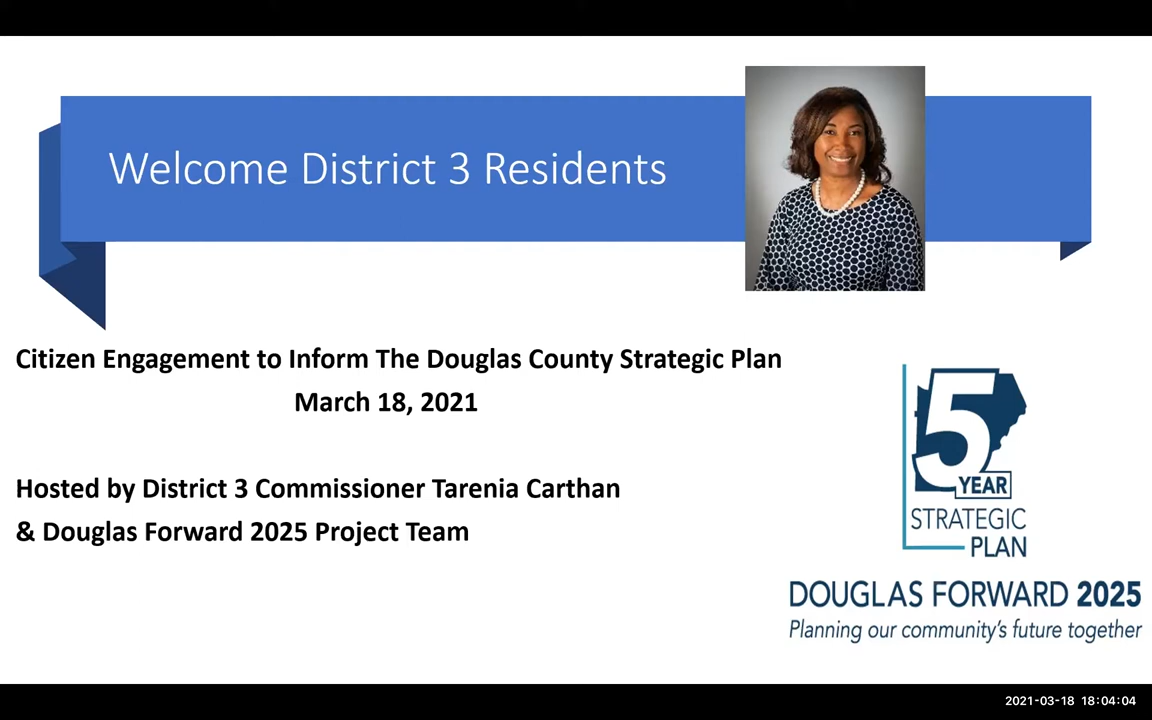 Welcome District 3 Residents
Citizen Engagement to Inform The Douglas County Strategic Plan
March 18, 2021
Hosted by District 3 Commissioner Tarenia Carthan
& Douglas Forward 2025 Project Team
5
YEAR
STRATEGIC
PLAN
DOUGLAS FORWARD 2025
Planning our community's future together
2021-03-18 18:04:04